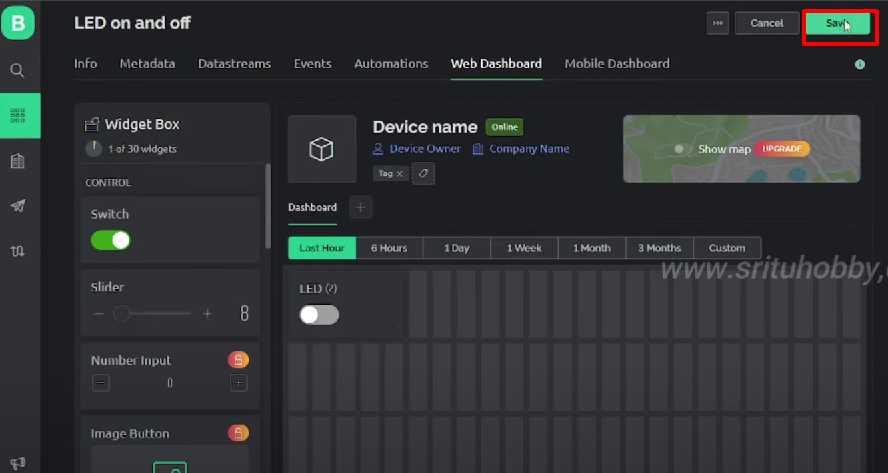 B
LED on and off
Cancel
Save
Info Metadata Datastreams Events Automations Web Dashboard Mobile Dashboard
Widget Box
1 of 30 widgets
CONTROL
Switch
Slider
8
Number Input
0
Image Button
Device name Online
Device Owner Company Name
Tag
Show map UPGRADE
Dashboard
Last Hour 6 Hours 1 Day 1 Week 1 Month 3 Months Custom
www.srituhobby.
LED